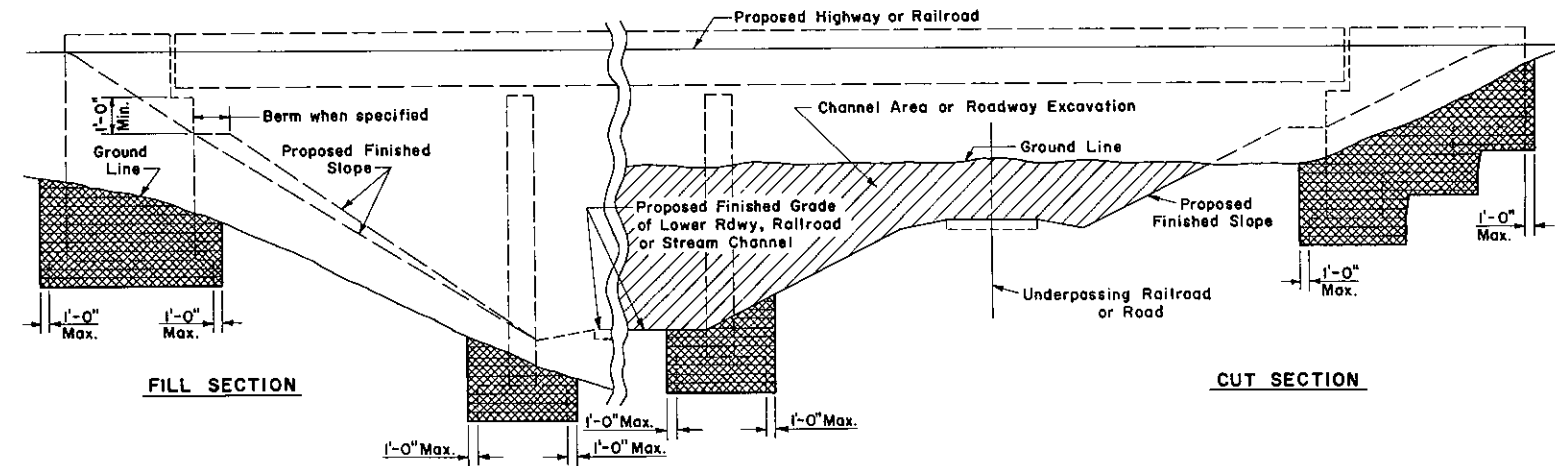 Proposed Highway or Railroad
1'-0"
Min.
Berm when specified
Channel Area or Roadway Excavation
Ground
Line
Proposed Finished
Slope
Ground Line
Proposed Finished Grade
of Lower Rdwy, Railroad
or Stream Channel
Proposed
Finished Slope
1'-0"
Max.
1'-0"
Max.
Underpassing Railroad
or Road
1'-0"
Max.
1'-0"
Max.
FILL SECTION
CUT SECTION
1'-0" Max.
1'-0" Max.
1'-0" Max.
1'-0" Max.